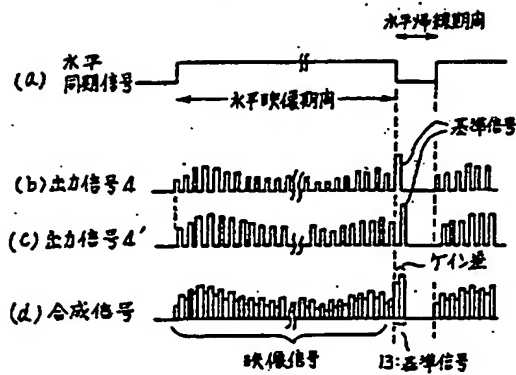 水平帰線期間
(a) 水平
同期信号
水平映像期間
基準信号
(b) 出力信号A
(c) 出力信号A'
ゲイン差
(d) 合成信号
映像信号
13:基準信号